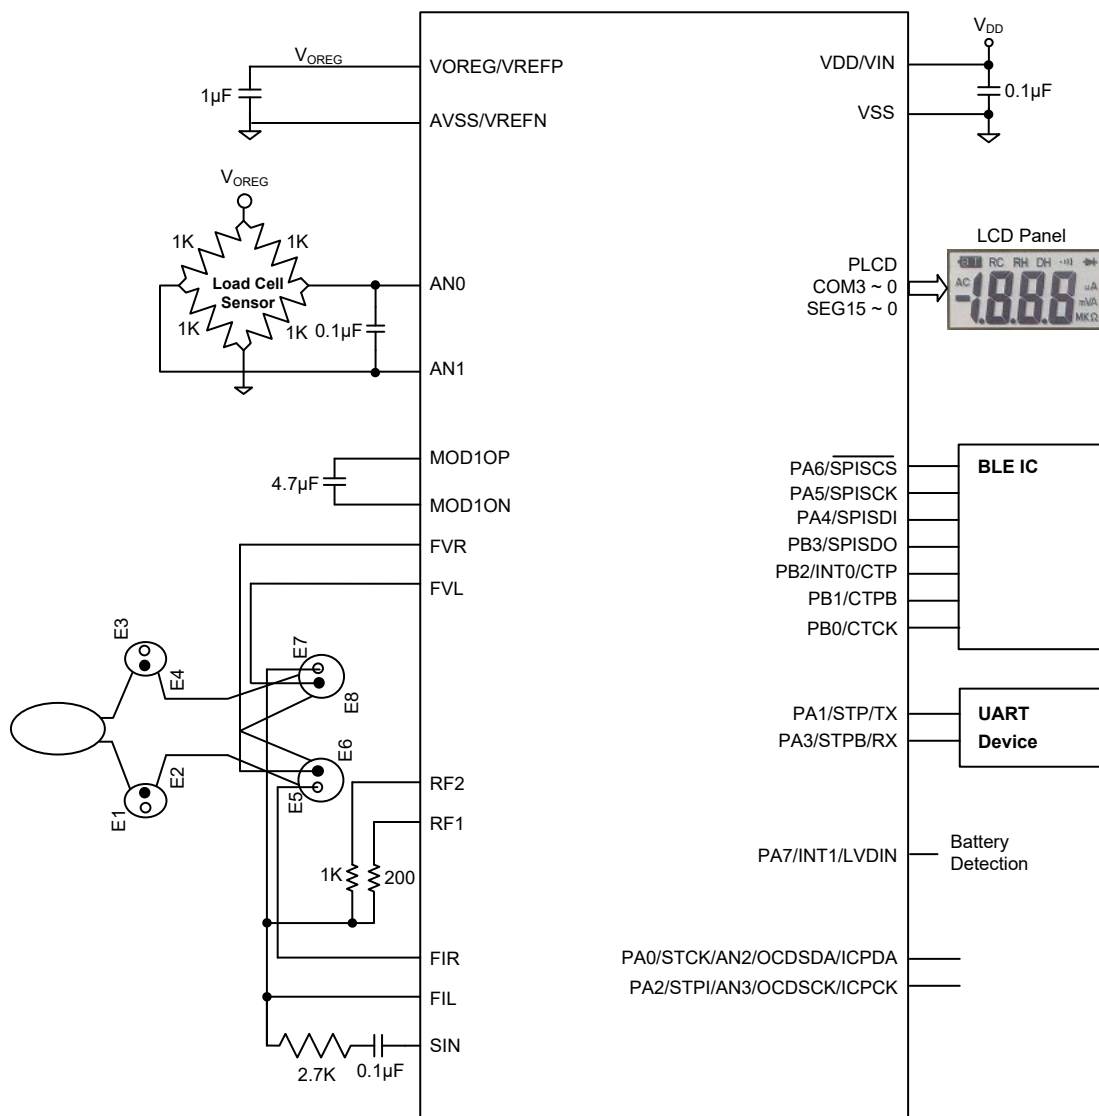 V_OREG
VOREG/VREFP
1µF
AVSS/VREFN
V_OREG
1K
1K
Load Cell
Sensor
1K
1K
0.1µF
AN0
AN1
MOD1OP
4.7µF
MOD1ON
FVR
FVL
E3
E4
E7
E8
E6
E5
E2
E1
RF2
RF1
1K
200
FIR
FIL
SIN
2.7K
0.1µF
V_DD
VDD/VIN
0.1µF
VSS
LCD Panel
PLCD
COM3 ~ 0
SEG15 ~ 0
BT RC RH DH
AC
-1.8.8.8
µA
mVA
MKΩ
PA6/S̅P̅I̅S̅C̅S̅
PA5/SPISCK
PA4/SPISDI
PB3/SPISDO
PB2/INT0/CTP
PB1/CTPB
PB0/CTCK
BLE IC
PA1/STP/TX
PA3/STPB/RX
UART
Device
PA7/INT1/LVDIN
Battery
Detection
PA0/STCK/AN2/OCDSDA/ICPDA
PA2/STPI/AN3/OCDSCK/ICPCK